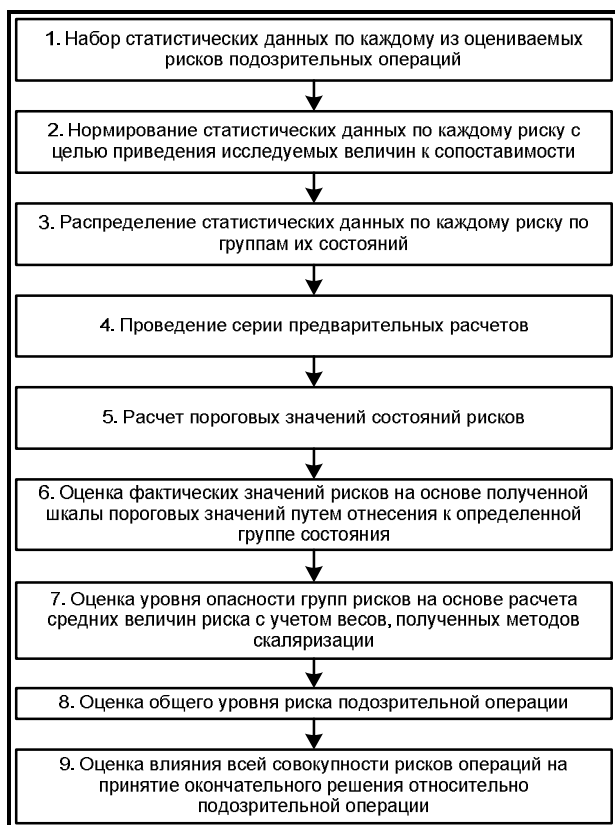 1. Набор статистических данных по каждому из оцениваемых
рисков подозрительных операций
2. Нормирование статистических данных по каждому риску с
целью приведения исследуемых величин к сопоставимости
3. Распределение статистических данных по каждому риску по
группам их состояний
4. Проведение серии предварительных расчетов
5. Расчет пороговых значений состояний рисков
6. Оценка фактических значений рисков на основе полученной
шкалы пороговых значений путем отнесения к определенной
группе состояния
7. Оценка уровня опасности групп рисков на основе расчета
средних величин риска с учетом весов, полученных методов
скаляризации
8. Оценка общего уровня риска подозрительной операции
9. Оценка влияния всей совокупности рисков операций на
принятие окончательного решения относительно
подозрительной операции